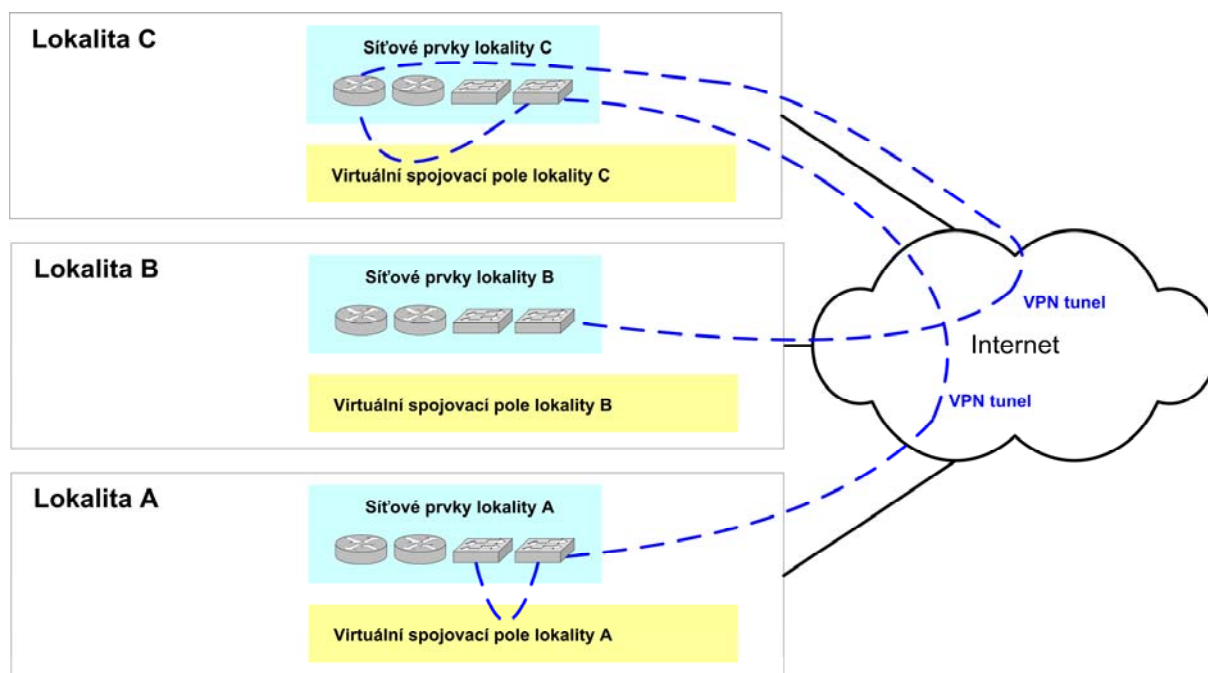 Lokalita C
Síťové prvky lokality C
Virtuální spojovací pole lokality C
Lokalita B
Síťové prvky lokality B
Virtuální spojovací pole lokality B
VPN tunel
Internet
VPN tunel
Lokalita A
Síťové prvky lokality A
Virtuální spojovací pole lokality A